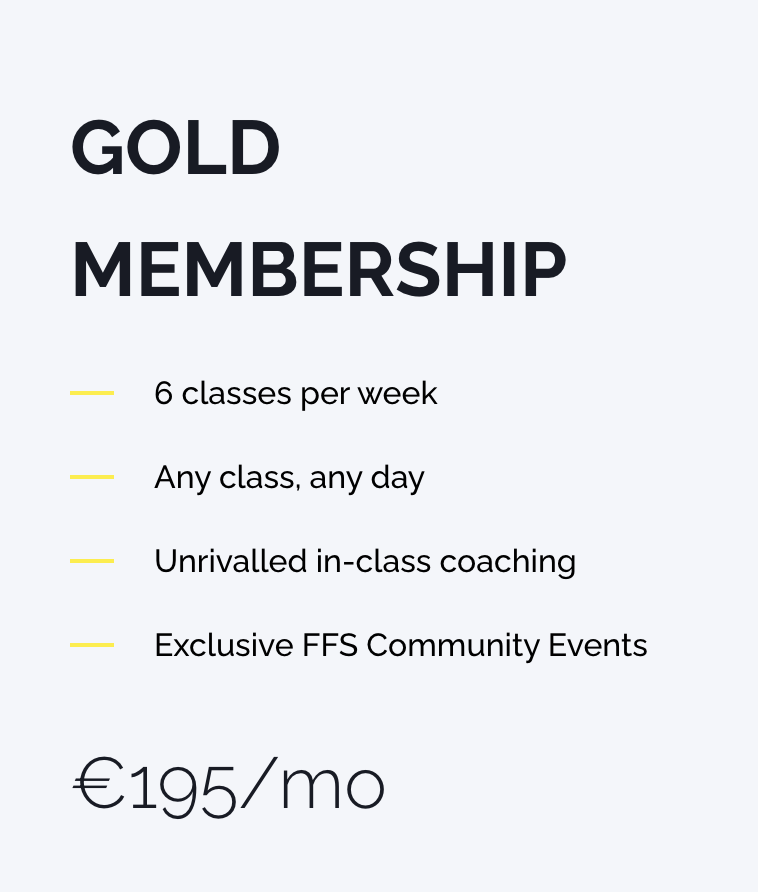 GOLD
MEMBERSHIP
6 classes per week
Any class, any day
Unrivalled in-class coaching
Exclusive FFS Community Events
€195/mo